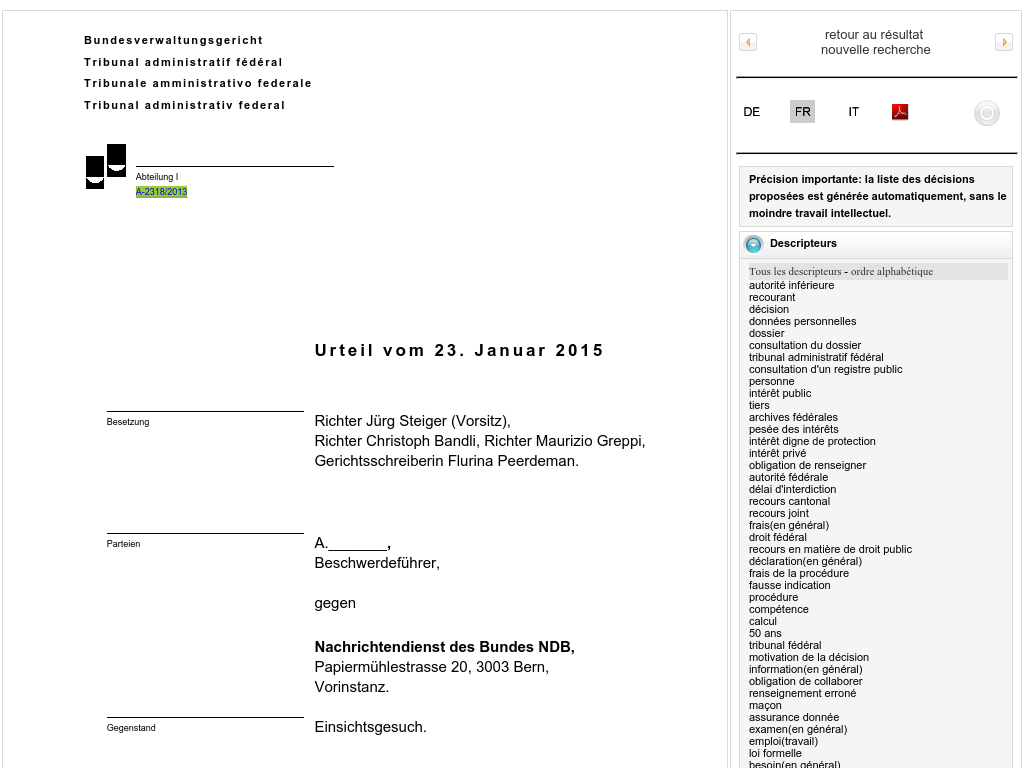 Bundesverwaltungsgericht
Tribunal administratif fédéral
Tribunale amministrativo federale
Tribunal administrativ federal
Abteilung I
A-2318/2013
Urteil vom 23. Januar 2015
Besetzung
Richter Jürg Steiger (Vorsitz),
Richter Christoph Bandli, Richter Maurizio Greppi,
Gerichtsschreiberin Flurina Peerdeman.
Parteien
A._______,
Beschwerdeführer,
gegen
Nachrichtendienst des Bundes NDB,
Papiermühlestrasse 20, 3003 Bern,
Vorinstanz.
Gegenstand
Einsichtsgesuch.
retour au résultat
nouvelle recherche
DE FR IT
Précision importante: la liste des décisions
proposées est générée automatiquement, sans le
moindre travail intellectuel.
Descripteurs
Tous les descripteurs - ordre alphabétique
autorité inférieure
recourant
décision
données personnelles
dossier
consultation du dossier
tribunal administratif fédéral
consultation d'un registre public
personne
intérêt public
tiers
archives fédérales
pesée des intérêts
intérêt digne de protection
intérêt privé
obligation de renseigner
autorité fédérale
délai d'interdiction
recours cantonal
recours joint
frais(en général)
droit fédéral
recours en matière de droit public
déclaration(en général)
frais de la procédure
fausse indication
procédure
compétence
calcul
50 ans
tribunal fédéral
motivation de la décision
information(en général)
obligation de collaborer
renseignement erroné
maçon
assurance donnée
examen(en général)
emploi(travail)
loi formelle
besoin(en général)